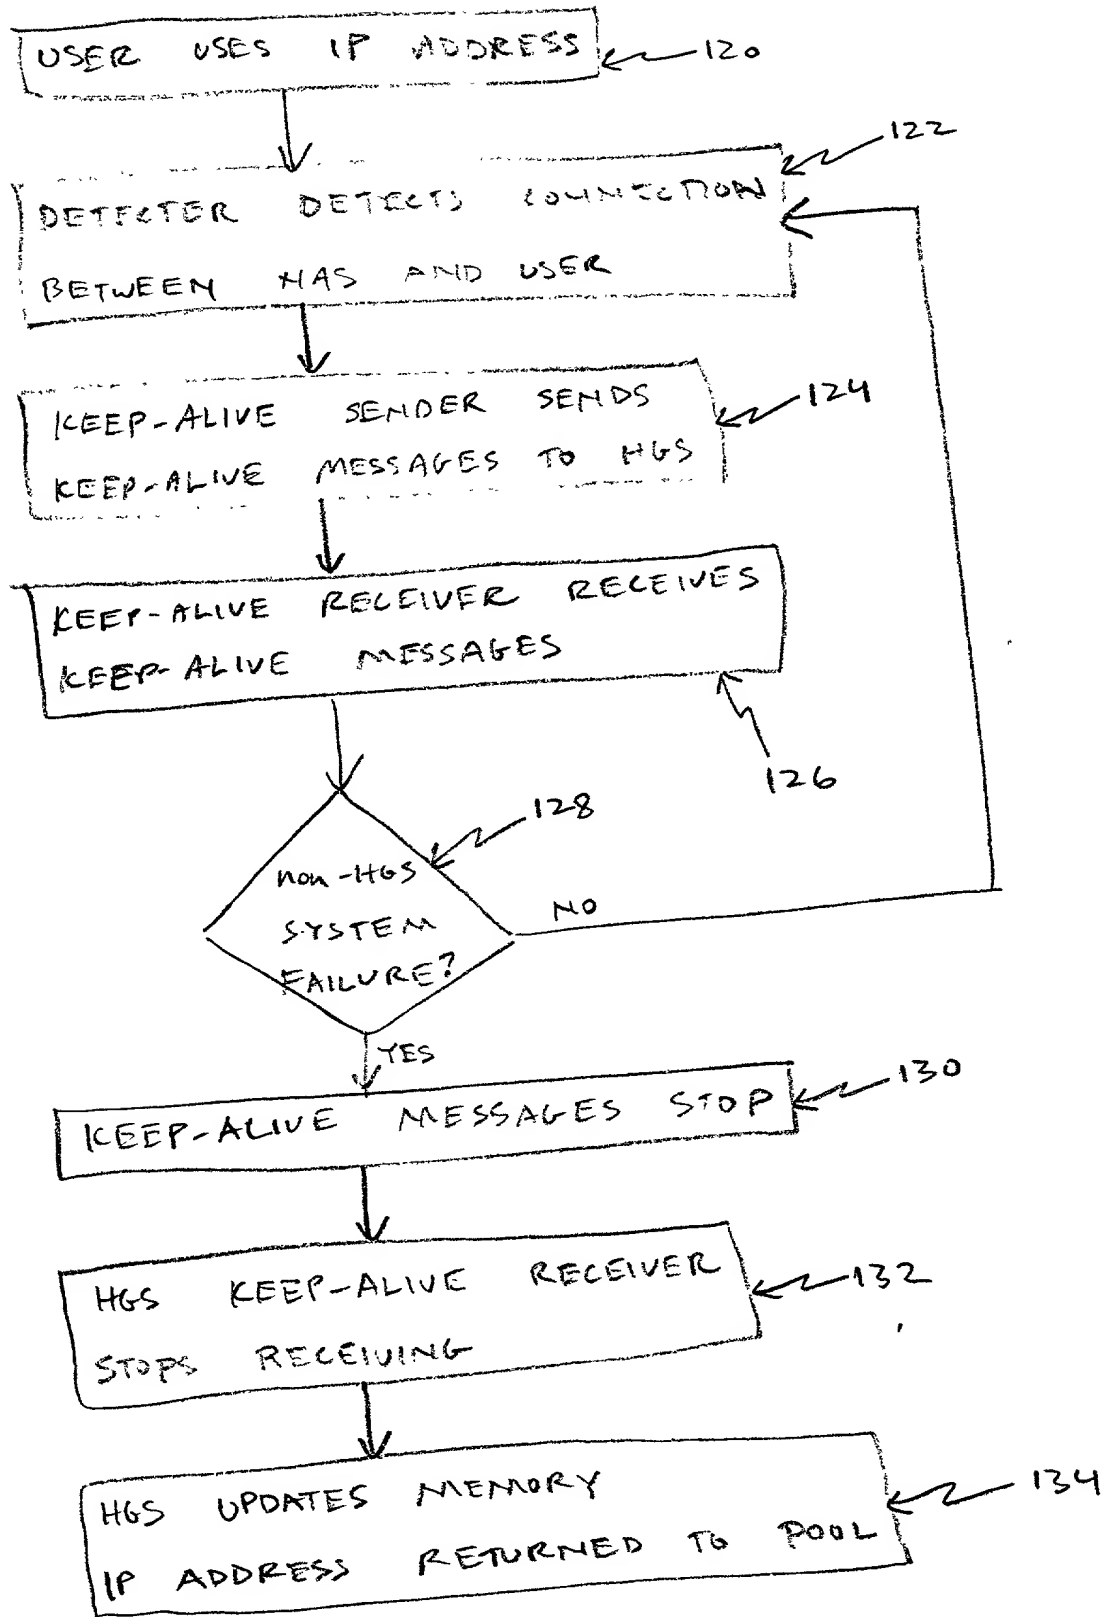 USER USES IP ADDRESS
120
122
DETECTER DETECTS CONNECTION
BETWEEN NAS AND USER
KEEP-ALIVE SENDER SENDS
KEEP-ALIVE MESSAGES TO HGS
124
KEEP-ALIVE RECEIVER RECEIVES
KEEP-ALIVE MESSAGES
126
128
non-HGS
SYSTEM
FAILURE?
NO
YES
KEEP-ALIVE MESSAGES STOP
130
HGS KEEP-ALIVE RECEIVER
STOPS RECEIVING
132
HGS UPDATES MEMORY
IP ADDRESS RETURNED TO POOL
134